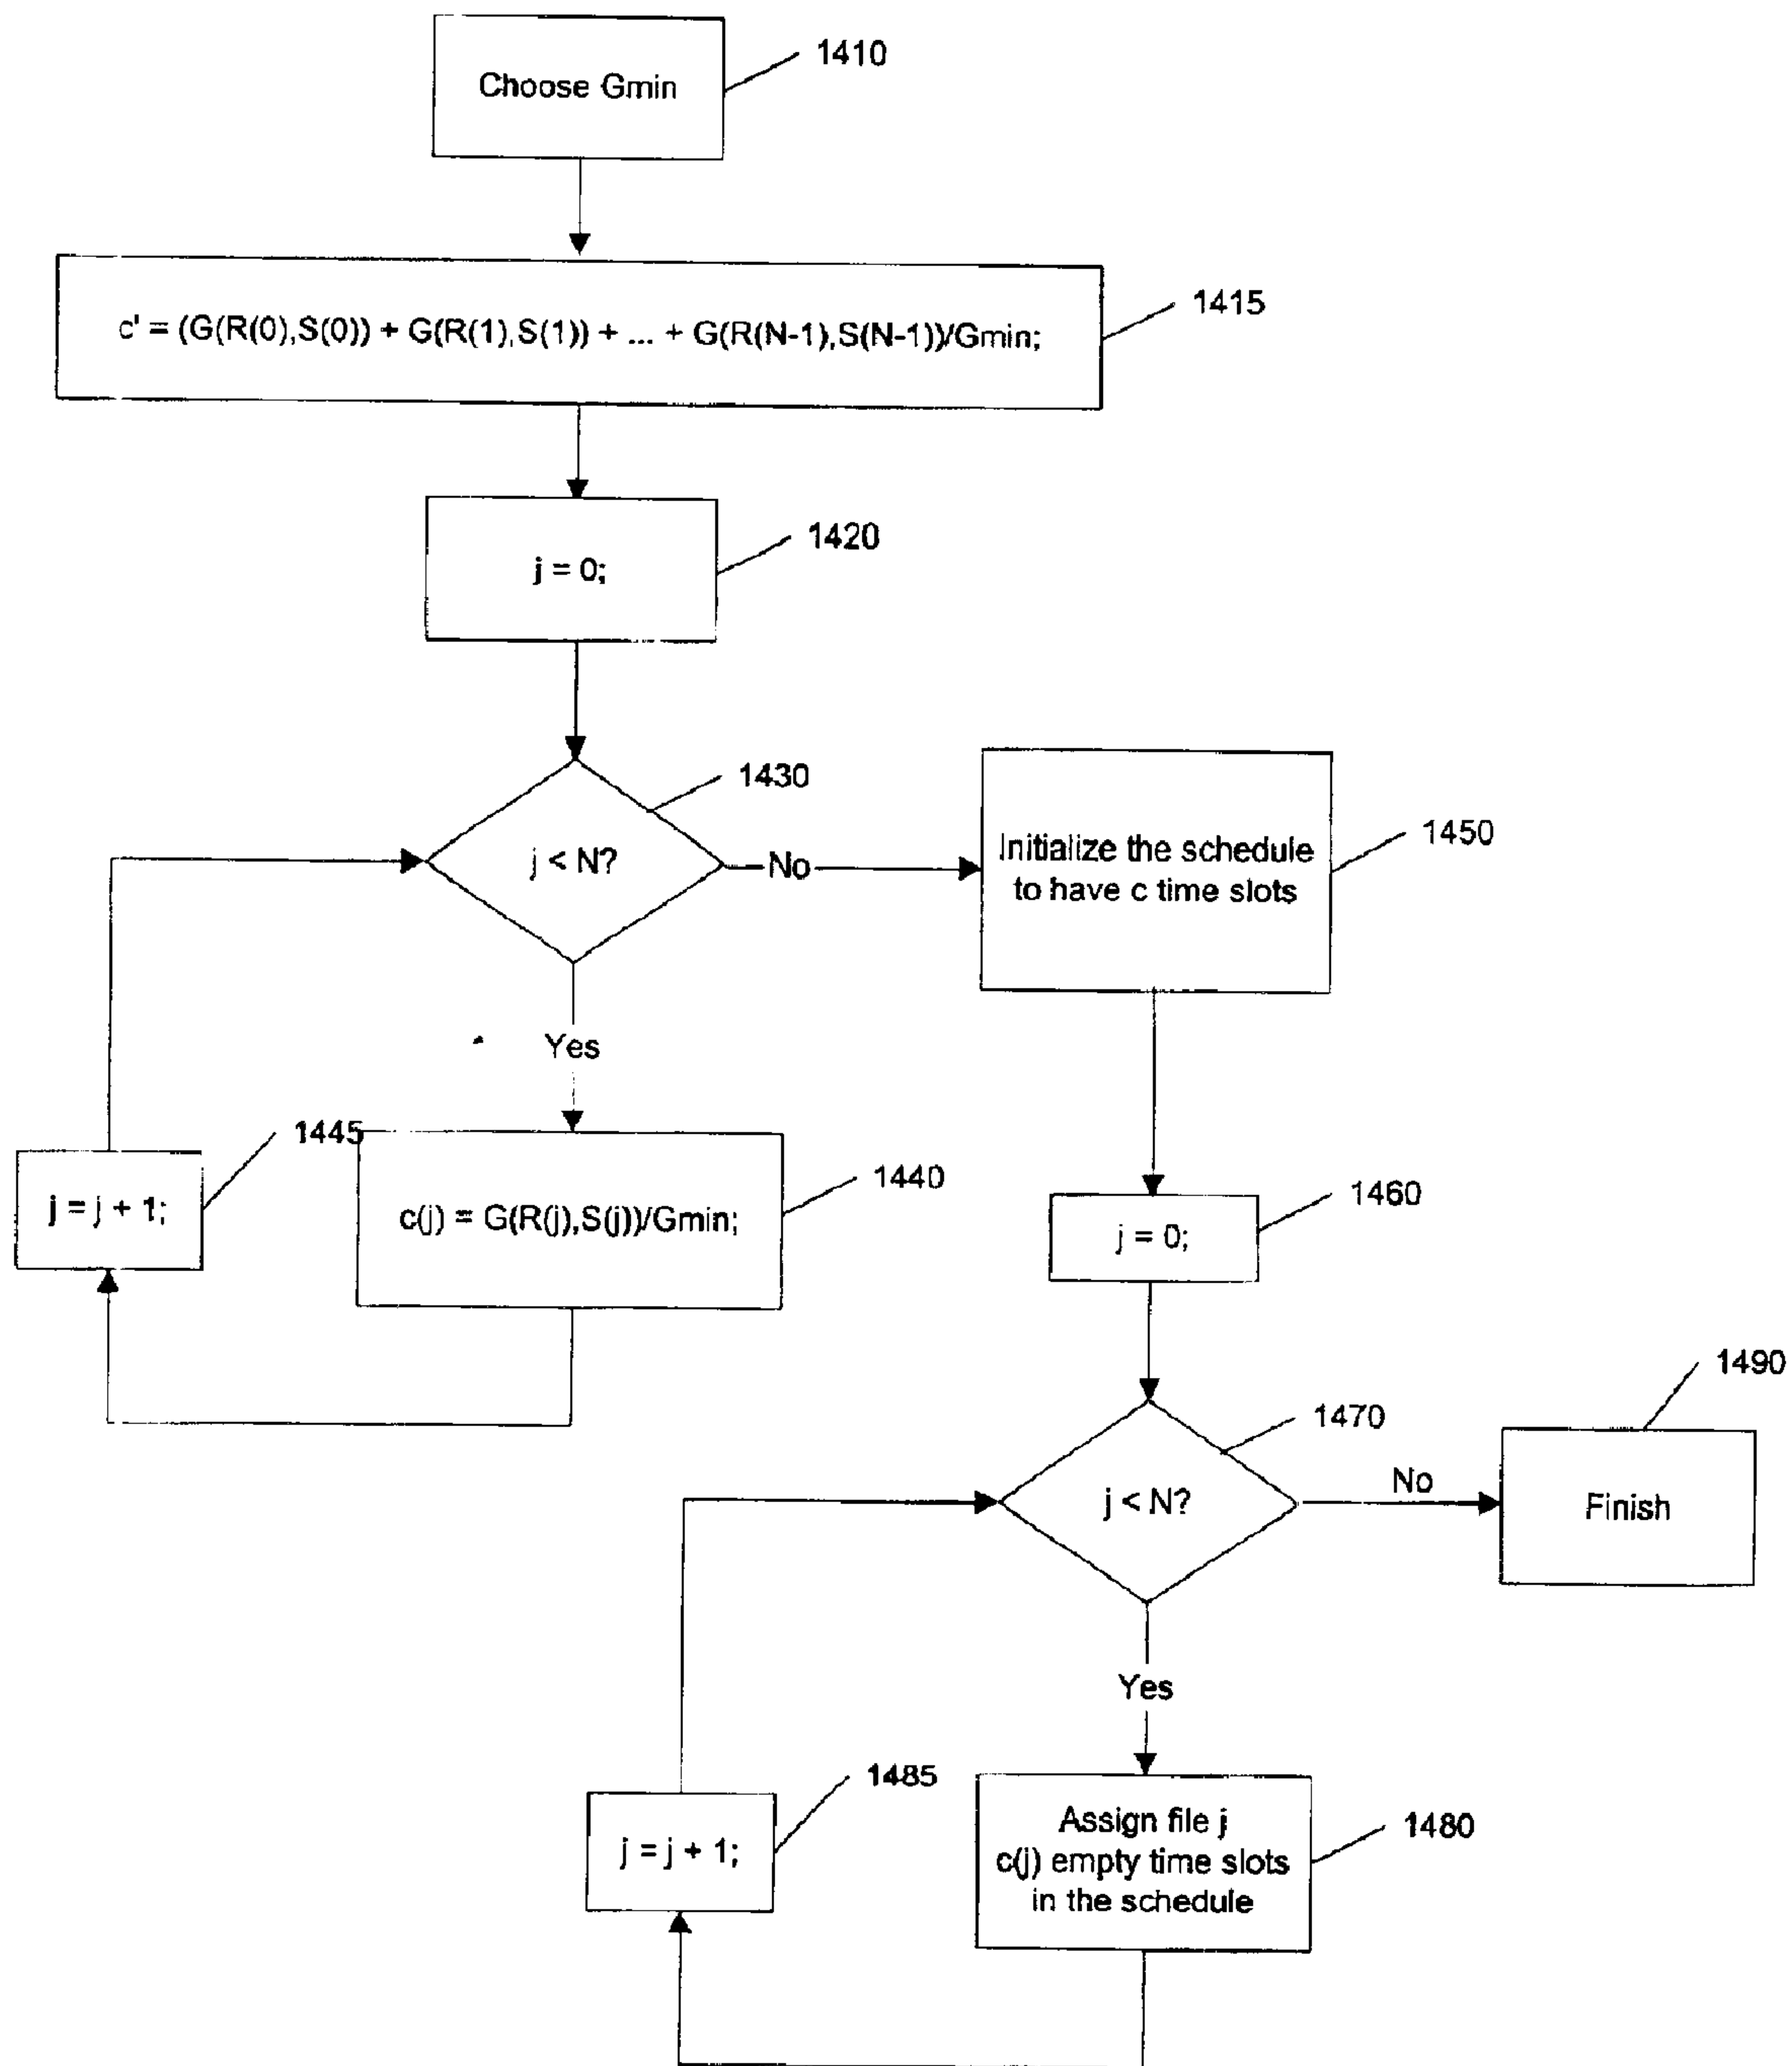 Choose Gmin
1410
c' = (G(R(0),S(0)) + G(R(1),S(1)) + ... + G(R(N-1),S(N-1))/Gmin;
1415
j = 0;
1420
j < N?
1430
No
Initialize the schedule
to have c time slots
1450
Yes
j = j + 1;
1445
c(j) = G(R(j),S(j))/Gmin;
1440
j = 0;
1460
j < N?
1470
No
Finish
1490
Yes
j = j + 1;
1485
Assign file j
c(j) empty time slots
in the schedule
1480